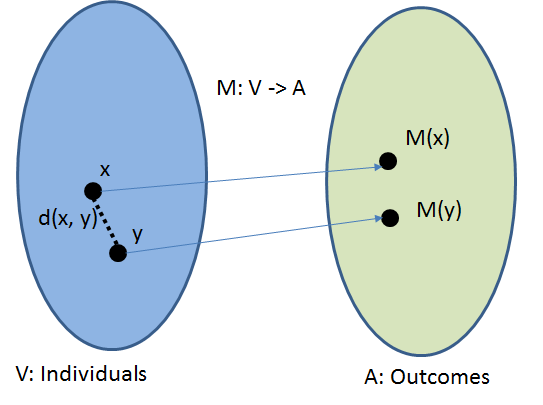 M: V -> A
M(x)
x
M(y)
d(x, y)
y
V: Individuals
A: Outcomes